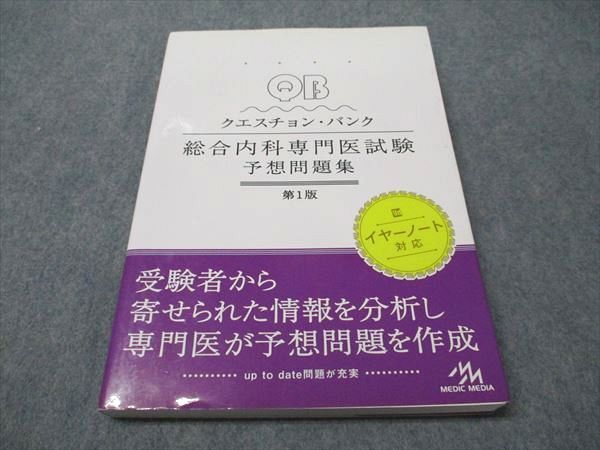 QB
クエスチョン・バンク
総合内科専門医試験
予想問題集
第1版
イヤーノート
対応
受験者から
寄せられた情報を分析し
専門医が予想問題を作成
up to date問題が充実
MEDIC MEDIA